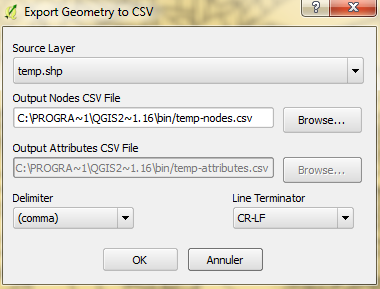 Export Geometry to CSV
Source Layer
temp.shp
Output Nodes CSV File
C:\PROGRA~1\QGIS2~1.16\bin/temp-nodes.csv Browse...
Output Attributes CSV File
C:\PROGRA~1\QGIS2~1.16\bin/temp-attributes.csv Browse...
Delimiter Line Terminator
(comma) CR-LF
OK Annuler